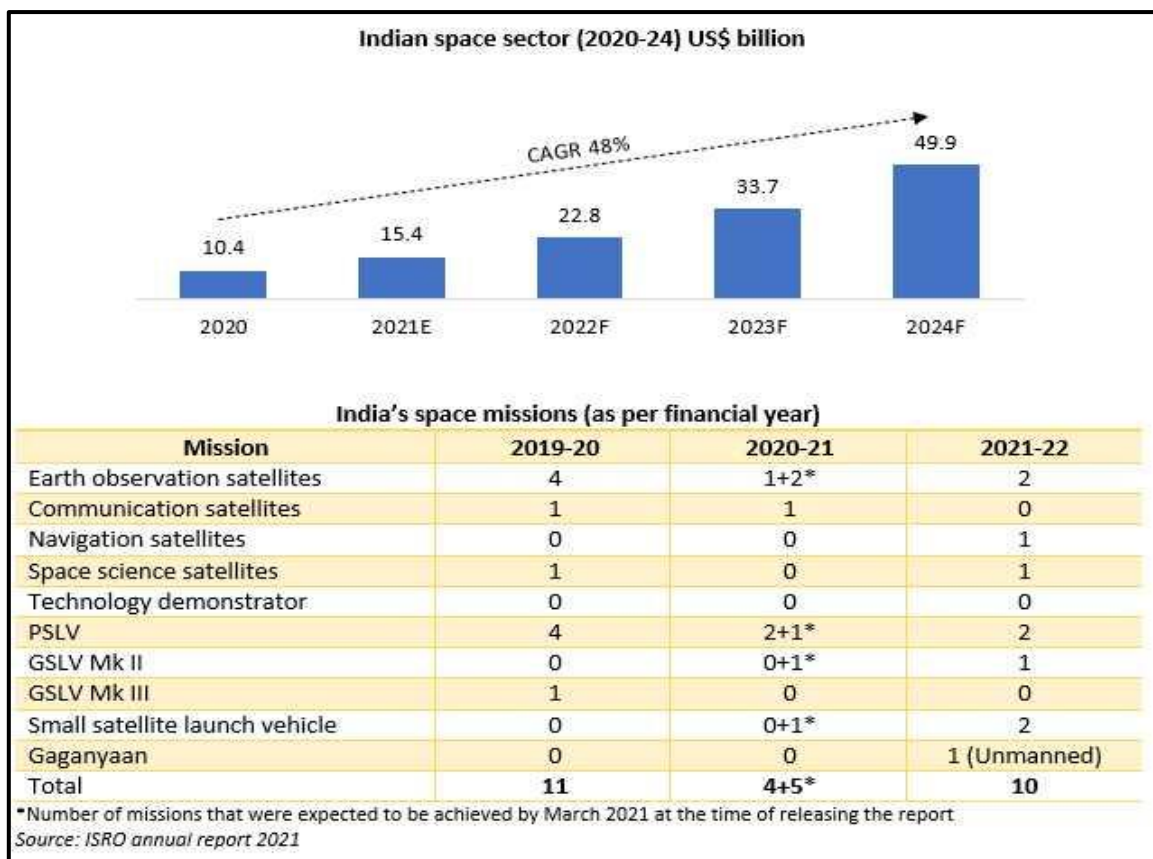 Indian space sector (2020-24) US$ billion
CAGR 48%
10.4 15.4 22.8 33.7 49.9
2020 2021E 2022F 2023F 2024F
India's space missions (as per financial year)
Mission 2019-20 2020-21 2021-22
Earth observation satellites 4 1+2* 2
Communication satellites 1 1 0
Navigation satellites 0 0 1
Space science satellites 1 0 1
Technology demonstrator 0 0 0
PSLV 4 2+1* 2
GSLV Mk II 0 0+1* 1
GSLV Mk III 1 0 0
Small satellite launch vehicle 0 0+1* 2
Gaganyaan 0 0 1 (Unmanned)
Total 11 4+5* 10
*Number of missions that were expected to be achieved by March 2021 at the time of releasing the report
Source: ISRO annual report 2021